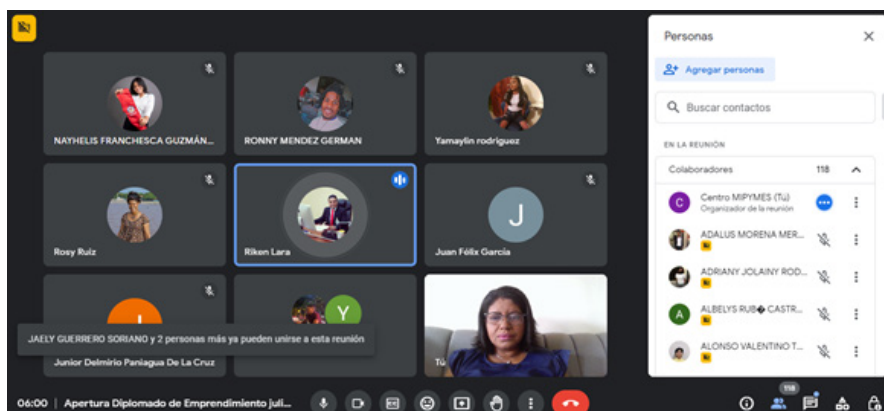 Personas
Agregar personas
Buscar contactos
EN LA REUNIÓN
Colaboradores 118
C Centro MIPYMES (Tú)
Organizador de la reunión
ADALUS MORENA MER...
ADRIANY JOLAINY ROD...
A ALBELYS RUB� CASTR...
ALONSO VALENTINO T...
NAYHELIS FRANCHESCA GUZMÁN...
RONNY MENDEZ GERMAN
Yamaylin rodriguez
Rosy Ruiz
Riken Lara
J
Juan Félix García
J
Y
JAELY GUERRERO SORIANO y 2 personas más ya pueden unirse a esta reunión
Junior Delmirio Paniagua De La Cruz
Tú
06:00 | Apertura Diplomado de Emprendimiento juli...
118